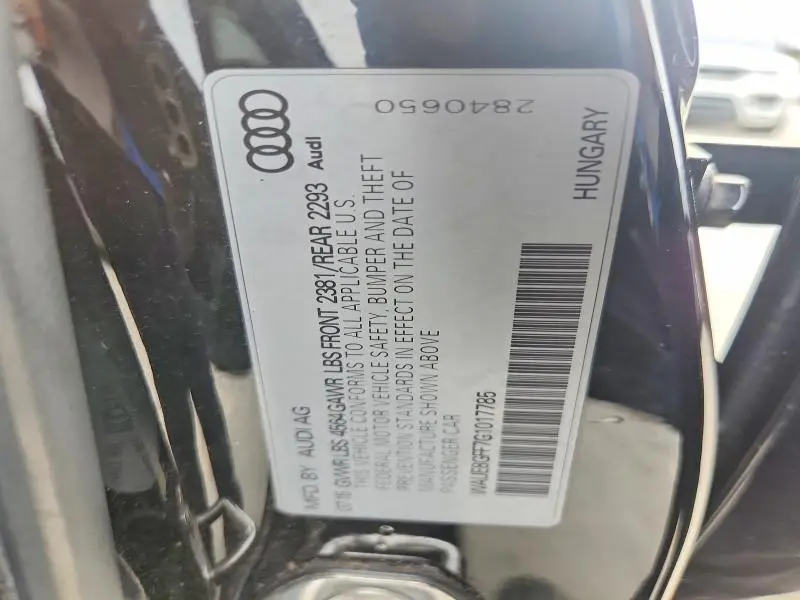 MFD BY AUDI AG
07/15 GVWR LBS 4564 GAWR LBS FRONT 2381/REAR 2293
Audi
THIS VEHICLE CONFORMS TO ALL APPLICABLE U.S.
FEDERAL MOTOR VEHICLE SAFETY, BUMPER AND THEFT
PREVENTION STANDARDS IN EFFECT ON THE DATE OF
MANUFACTURE SHOWN ABOVE
PASSENGER CAR
WAUEBGFF7G1017785
2840650
HUNGARY